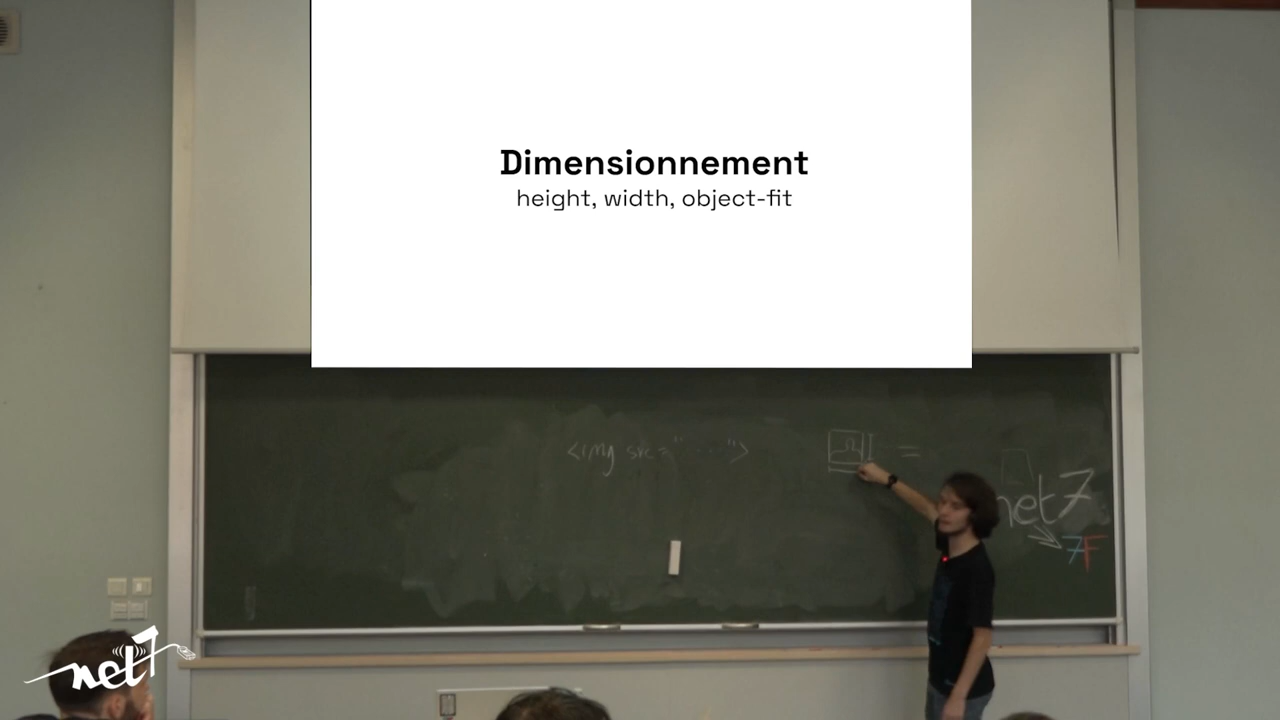 Dimensionnement
height, width, object-fit
<img src="....">
=
net7
7F
net7